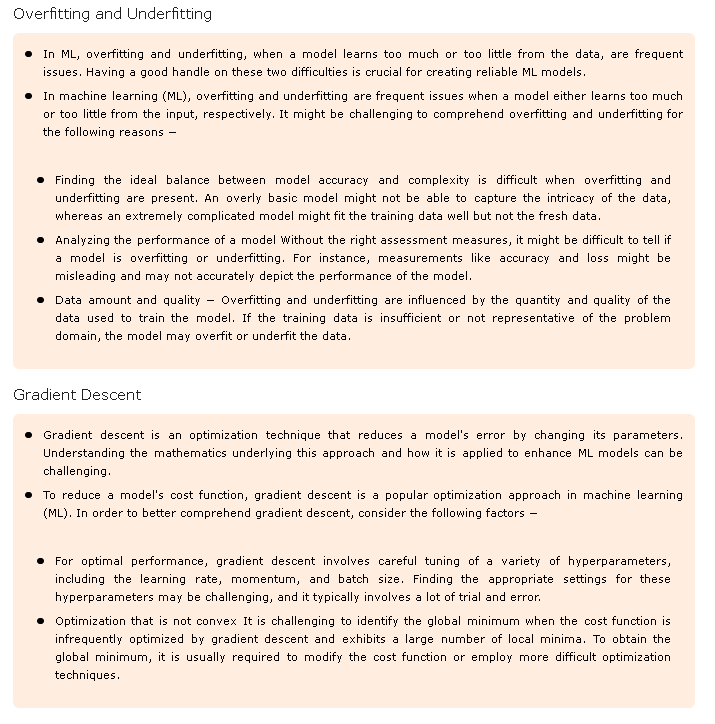 Overfitting and Underfitting
● In ML, overfitting and underfitting, when a model learns too much or too little from the data, are frequent
issues. Having a good handle on these two difficulties is crucial for creating reliable ML models.
● In machine learning (ML), overfitting and underfitting are frequent issues when a model either learns too much
or too little from the input, respectively. It might be challenging to comprehend overfitting and underfitting for
the following reasons −
● Finding the ideal balance between model accuracy and complexity is difficult when overfitting and
underfitting are present. An overly basic model might not be able to capture the intricacy of the data,
whereas an extremely complicated model might fit the training data well but not the fresh data.
● Analyzing the performance of a model Without the right assessment measures, it might be difficult to tell if
a model is overfitting or underfitting. For instance, measurements like accuracy and loss might be
misleading and may not accurately depict the performance of the model.
● Data amount and quality − Overfitting and underfitting are influenced by the quantity and quality of the
data used to train the model. If the training data is insufficient or not representative of the problem
domain, the model may overfit or underfit the data.
Gradient Descent
● Gradient descent is an optimization technique that reduces a model's error by changing its parameters.
Understanding the mathematics underlying this approach and how it is applied to enhance ML models can be
challenging.
● To reduce a model's cost function, gradient descent is a popular optimization approach in machine learning
(ML). In order to better comprehend gradient descent, consider the following factors −
● For optimal performance, gradient descent involves careful tuning of a variety of hyperparameters,
including the learning rate, momentum, and batch size. Finding the appropriate settings for these
hyperparameters may be challenging, and it typically involves a lot of trial and error.
● Optimization that is not convex It is challenging to identify the global minimum when the cost function is
infrequently optimized by gradient descent and exhibits a large number of local minima. To obtain the
global minimum, it is usually required to modify the cost function or employ more difficult optimization
techniques.